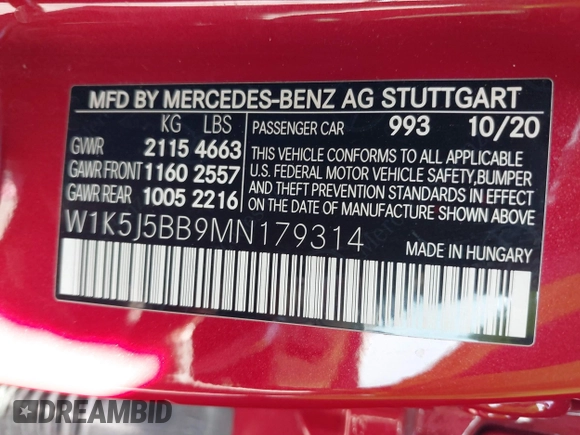 MFD BY MERCEDES-BENZ AG STUTTGART
KG LBS
GVWR 2115 4663
GAWR FRONT 1160 2557
GAWR REAR 1005 2216
PASSENGER CAR 993 10/20
THIS VEHICLE CONFORMS TO ALL APPLICABLE
U.S. FEDERAL MOTOR VEHICLE SAFETY, BUMPER
AND THEFT PREVENTION STANDARDS IN EFFECT
ON THE DATE OF MANUFACTURE SHOWN ABOVE.
W1K5J5BB9MN179314
MADE IN HUNGARY
DREAMBID